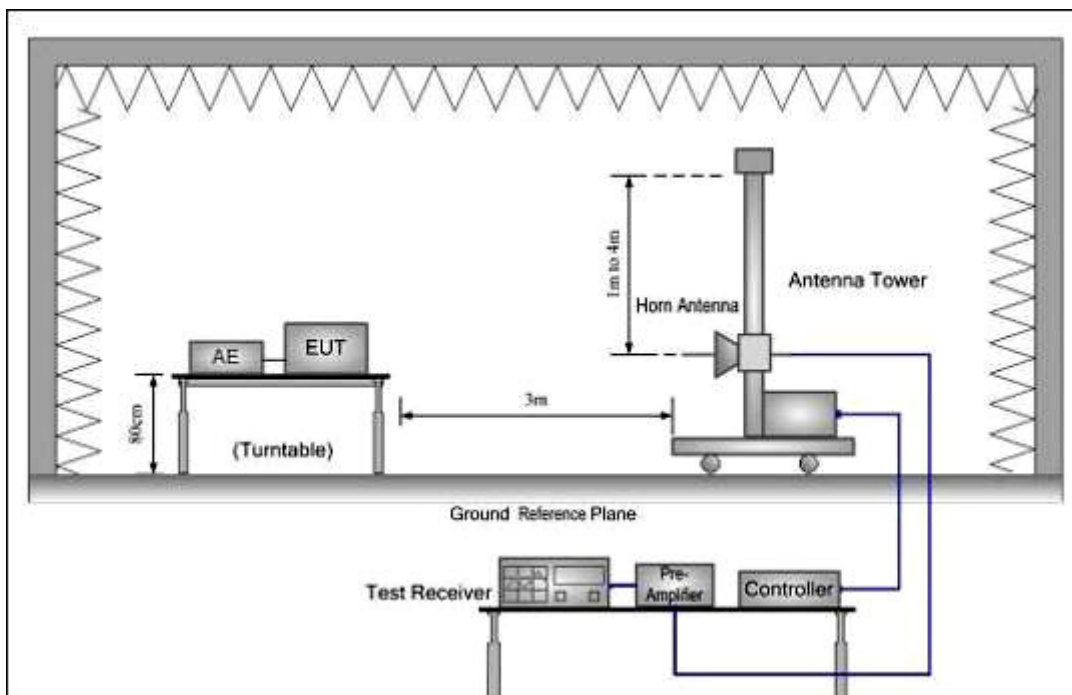 1m to 4m
Antenna Tower
Horn Antenna
AE
EUT
3m
80cm
(Turntable)
Ground Reference Plane
Test Receiver
Pre-
Amplifier
Controller